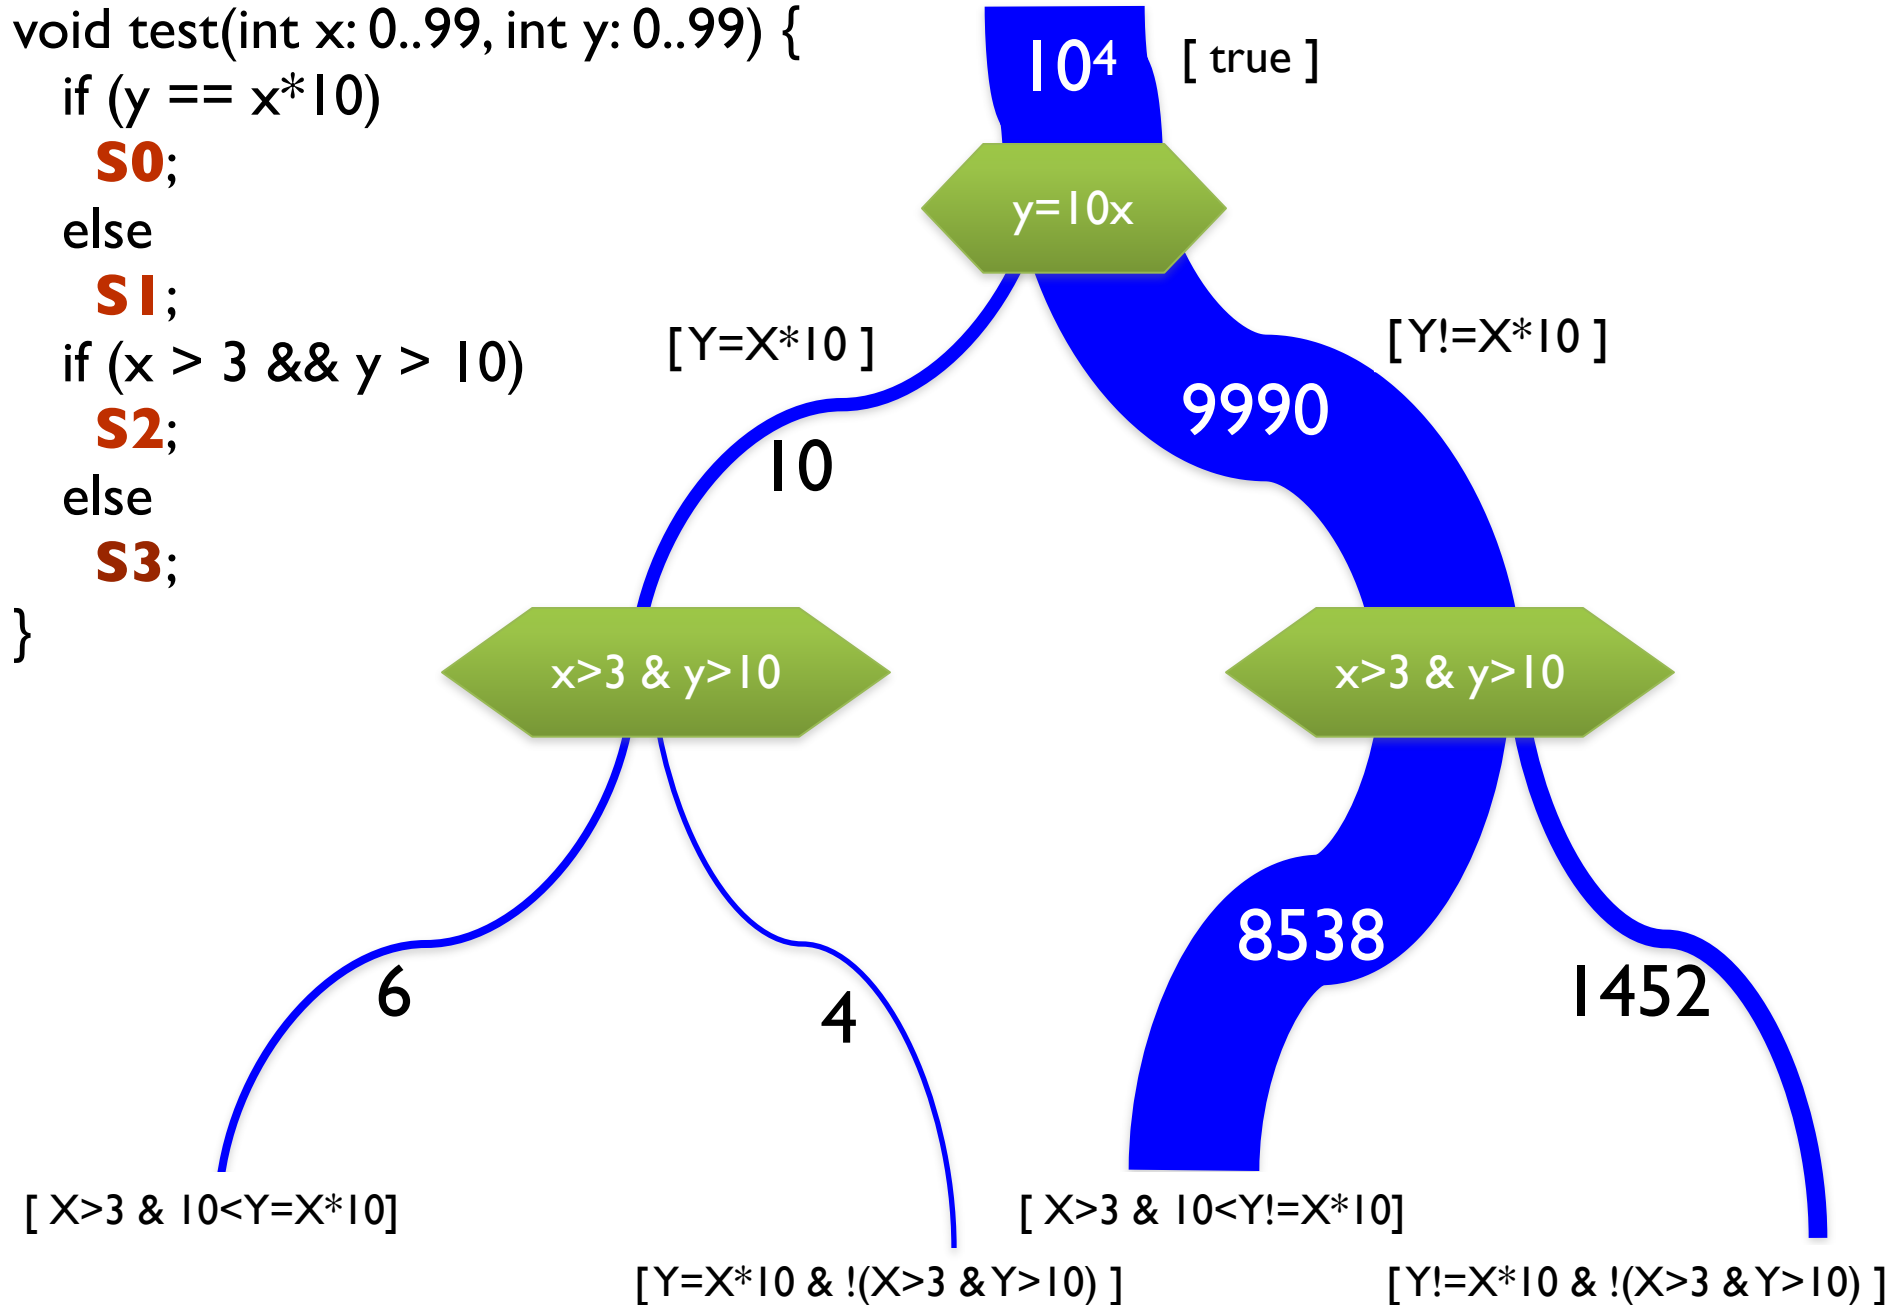 void test(int x: 0..99, int y: 0..99) {
if (y == x*10)
S0;
else
S1;
if (x > 3 && y > 10)
S2;
else
S3;
}
10⁴
[ true ]
y=10x
[ Y=X*10 ]
[ Y!=X*10 ]
10
9990
x>3 & y>10
x>3 & y>10
6
4
8538
1452
[ X>3 & 10<Y=X*10]
[ X>3 & 10<Y!=X*10]
[ Y=X*10 & !(X>3 & Y>10) ]
[ Y!=X*10 & !(X>3 & Y>10) ]